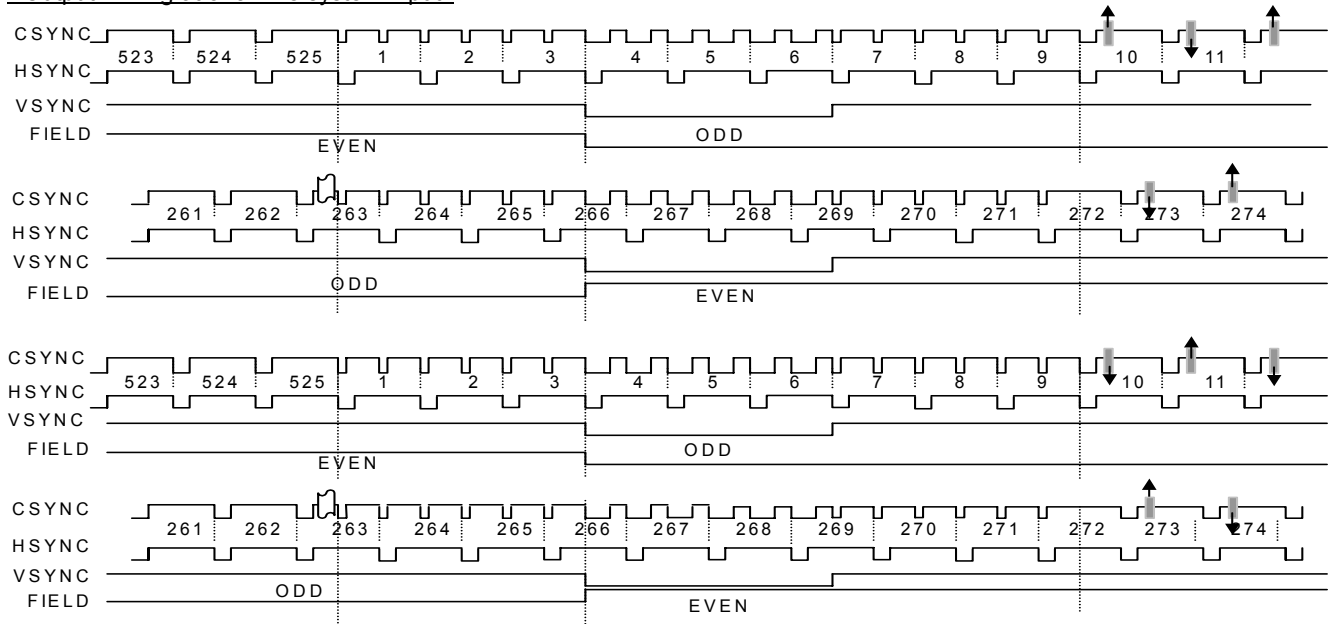 CSYNC
523 524 525 1 2 3 4 5 6 7 8 9 10 11
HSYNC
VSYNC
FIELD
EVEN ODD
CSYNC
261 262 263 264 265 266 267 268 269 270 271 272 273 274
HSYNC
VSYNC
FIELD
ODD EVEN
CSYNC
523 524 525 1 2 3 4 5 6 7 8 9 10 11
HSYNC
VSYNC
FIELD
EVEN ODD
CSYNC
261 262 263 264 265 266 267 268 269 270 271 272 273 274
HSYNC
VSYNC
FIELD
ODD EVEN